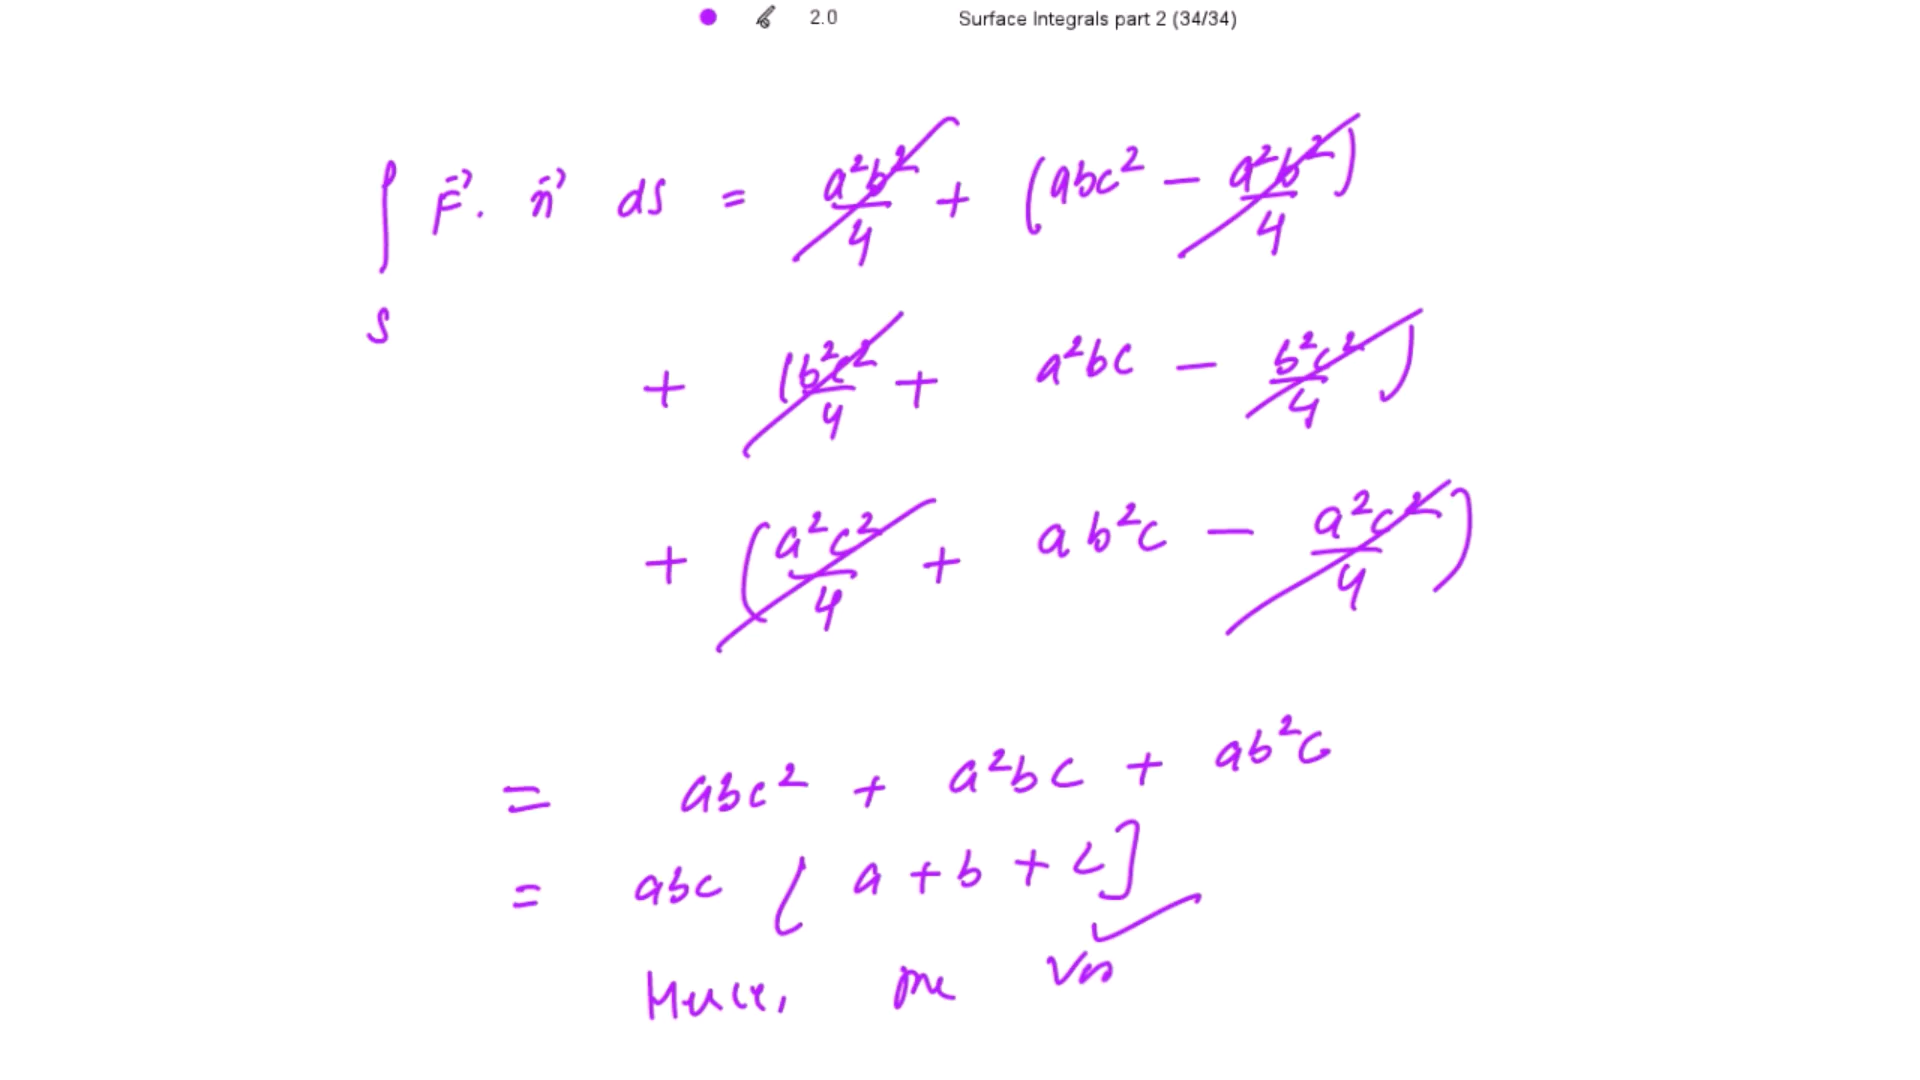 2.0 Surface Integrals part 2 (34/34)
∫ F⃗ . n⃗ ds = a²b²/4 + (abc² − a²b²/4)
S
+ (b²c²/4 + a²bc − b²c²/4)
+ (a²c²/4 + ab²c − a²c²/4)
= abc² + a²bc + ab²c
= abc [a + b + c]
Hence,